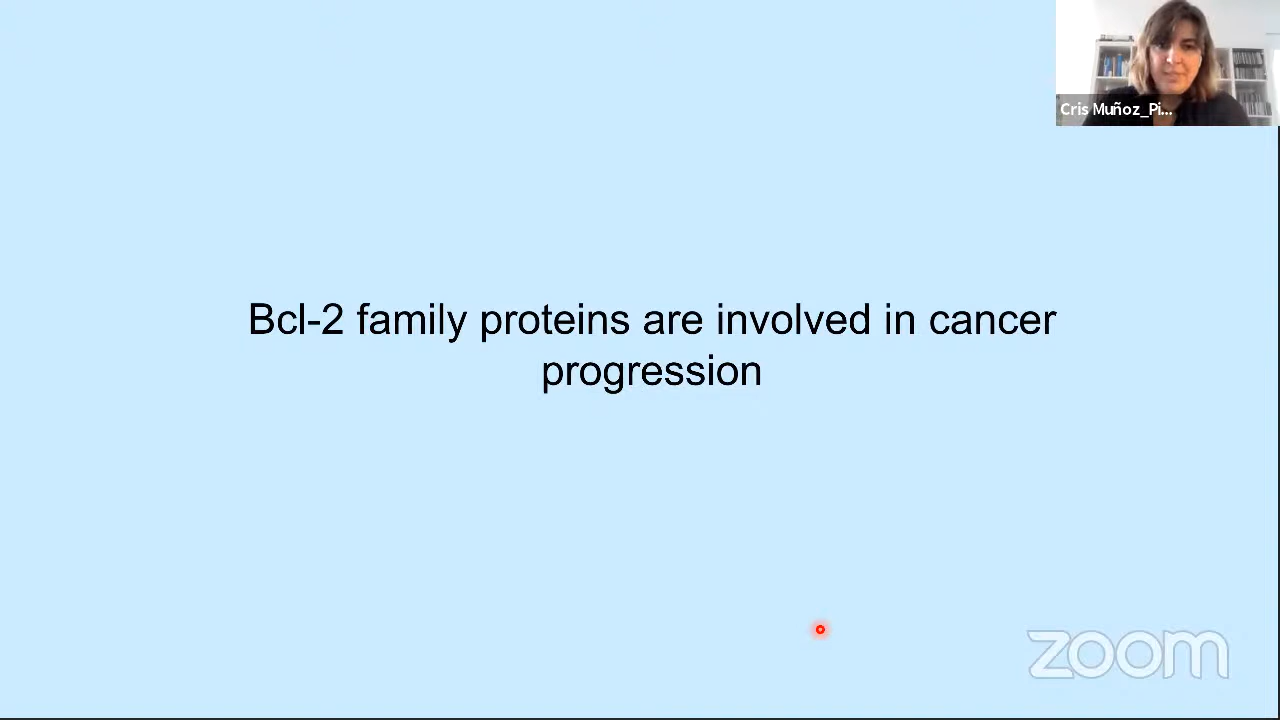 Cris Muñoz_Pi...
Bcl-2 family proteins are involved in cancer
progression
zoom